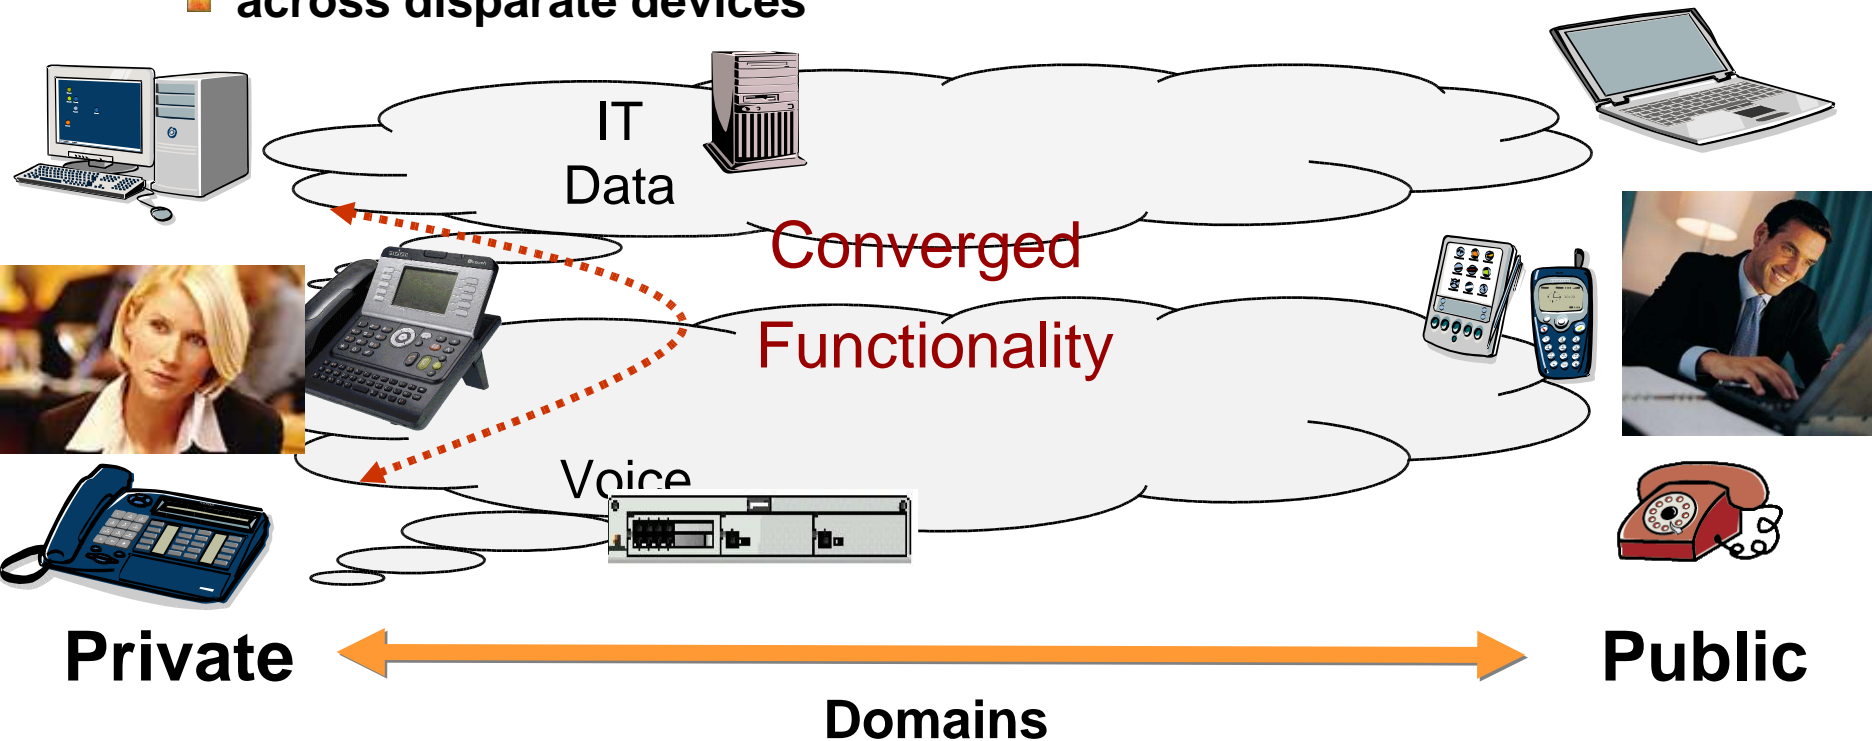 across disparate devices
IT
Data
Converged
Functionality
Voice
Private
Public
Domains